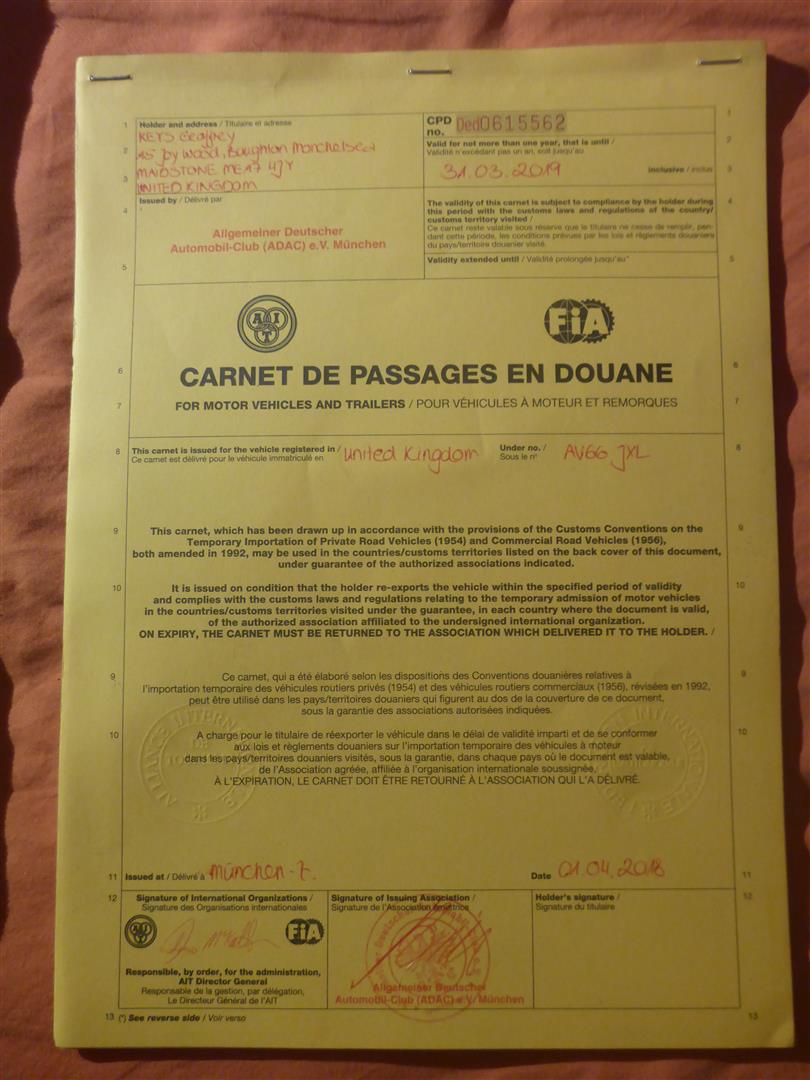 1 Holder and address / Titulaire et adresse
KETS Geoffrey
2 Joy Wood, Boughton Monchelsea
3 MAIDSTONE ME17 4JY
UNITED KINGDOM
CPD no. Ded0615562
1
Valid for not more than one year, that is until /
Validité n'excédant pas un an, soit jusqu'au
2
31.03.2019 inclusive / inclus 3
4 Issued by / Délivré par
Allgemeiner Deutscher
Automobil-Club (ADAC) e.V. München
5
The validity of this carnet is subject to compliance by the holder during 4
this period with the customs laws and regulations of the country/
customs territory visited /
Ce carnet reste valable sous réserve que le titulaire ne cesse de remplir, pen-
dant cette période, les conditions prévues par les lois et règlements douaniers
du pays/territoire douanier visité.
Validity extended until / Validité prolongée jusqu'au* 5
AIT
FiA
6 CARNET DE PASSAGES EN DOUANE 6
7 FOR MOTOR VEHICLES AND TRAILERS / POUR VÉHICULES À MOTEUR ET REMORQUES 7
8 This carnet is issued for the vehicle registered in / United Kingdom Under no. / AV66 JXL 8
Ce carnet est délivré pour le véhicule immatriculé en Sous le n°
9 This carnet, which has been drawn up in accordance with the provisions of the Customs Conventions on the 9
Temporary Importation of Private Road Vehicles (1954) and Commercial Road Vehicles (1956),
both amended in 1992, may be used in the countries/customs territories listed on the back cover of this document,
under guarantee of the authorized associations indicated.
10 It is issued on condition that the holder re-exports the vehicle within the specified period of validity 10
and complies with the customs laws and regulations relating to the temporary admission of motor vehicles
in the countries/customs territories visited under the guarantee, in each country where the document is valid,
of the authorized association affiliated to the undersigned international organization.
ON EXPIRY, THE CARNET MUST BE RETURNED TO THE ASSOCIATION WHICH DELIVERED IT TO THE HOLDER. /
9 Ce carnet, qui a été élaboré selon les dispositions des Conventions douanières relatives à 9
l'importation temporaire des véhicules routiers privés (1954) et des véhicules routiers commerciaux (1956), révisées en 1992,
peut être utilisé dans les pays/territoires douaniers qui figurent au dos de la couverture de ce document,
sous la garantie des associations autorisées indiquées.
10 A charge pour le titulaire de réexporter le véhicule dans le délai de validité imparti et de se conformer 10
aux lois et règlements douaniers sur l'importation temporaire des véhicules à moteur
dans les pays/territoires douaniers visités, sous la garantie, dans chaque pays où le document est valable,
de l'Association agréée, affiliée à l'organisation internationale soussignée.
À L'EXPIRATION, LE CARNET DOIT ÊTRE RETOURNÉ À L'ASSOCIATION QUI L'A DÉLIVRÉ.
11 Issued at / Délivré à München-7. Date 01.04.2018 11
12 Signature of International Organizations / Signature of Issuing Association / Holder's signature / 12
Signature des Organisations internationales Signature de l'Association émettrice Signature du titulaire
AIT FiA
Responsible, by order, for the administration,
AIT Director General
Responsable de la gestion, par délégation,
Le Directeur Général de l'AIT
Allgemeiner Deutscher
Automobil-Club (ADAC) e.V. München
13 (*) See reverse side / Voir verso 13